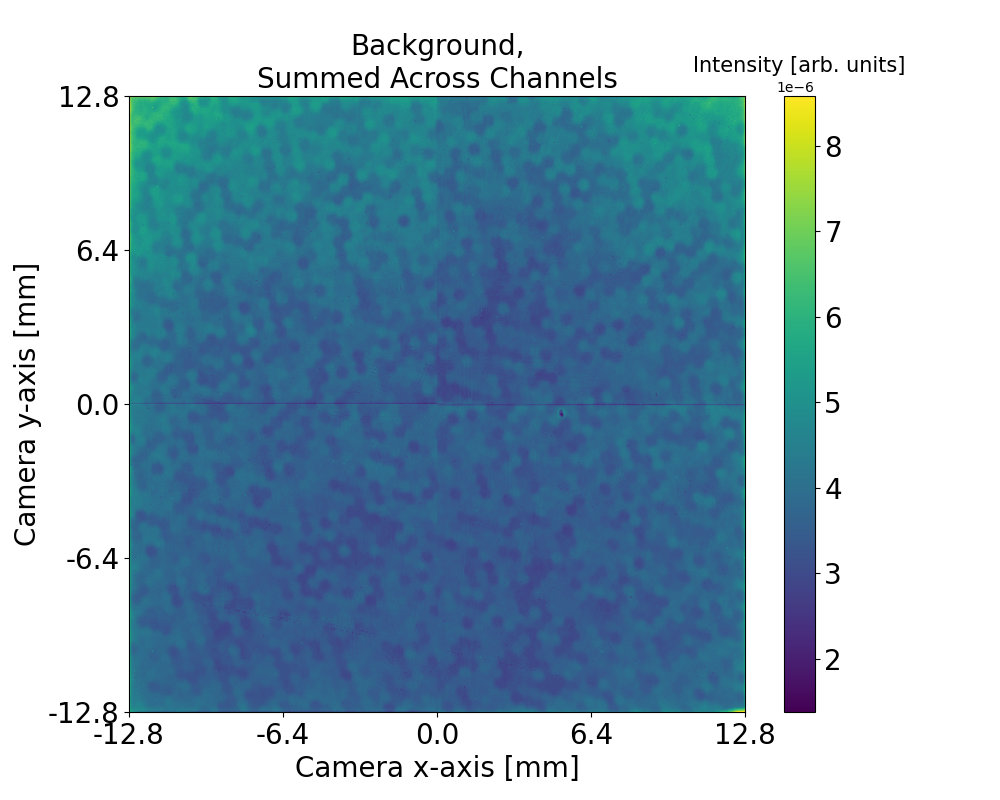 Background,
Summed Across Channels
Intensity [arb. units]
1e−6
12.8
6.4
0.0
-6.4
-12.8
Camera y-axis [mm]
-12.8
-6.4
0.0
6.4
12.8
Camera x-axis [mm]
8
7
6
5
4
3
2